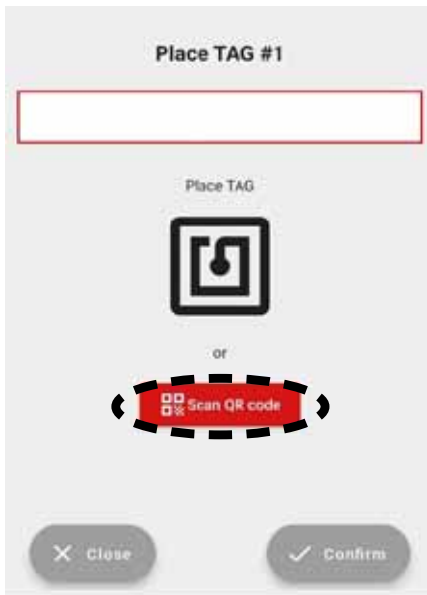 Place TAG #1
Place TAG
or
Scan QR code
Close
Confirm